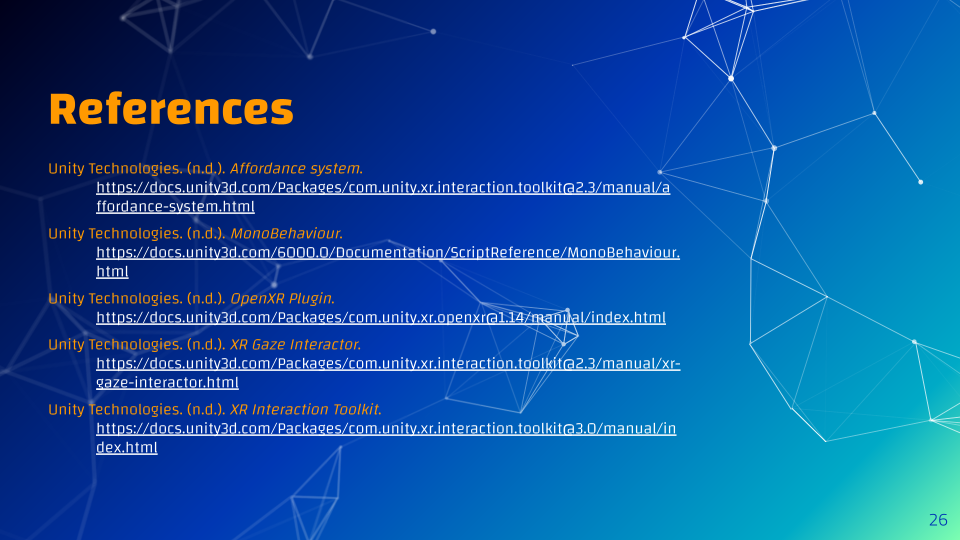 References
Unity Technologies. (n.d.). Affordance system.
https://docs.unity3d.com/Packages/com.unity.xr.interaction.toolkit@2.3/manual/a
ffordance-system.html
Unity Technologies. (n.d.). MonoBehaviour.
https://docs.unity3d.com/6000.0/Documentation/ScriptReference/MonoBehaviour.
html
Unity Technologies. (n.d.). OpenXR Plugin.
https://docs.unity3d.com/Packages/com.unity.xr.openxr@1.14/manual/index.html
Unity Technologies. (n.d.). XR Gaze Interactor.
https://docs.unity3d.com/Packages/com.unity.xr.interaction.toolkit@2.3/manual/xr-
gaze-interactor.html
Unity Technologies. (n.d.). XR Interaction Toolkit.
https://docs.unity3d.com/Packages/com.unity.xr.interaction.toolkit@3.0/manual/in
dex.html
26